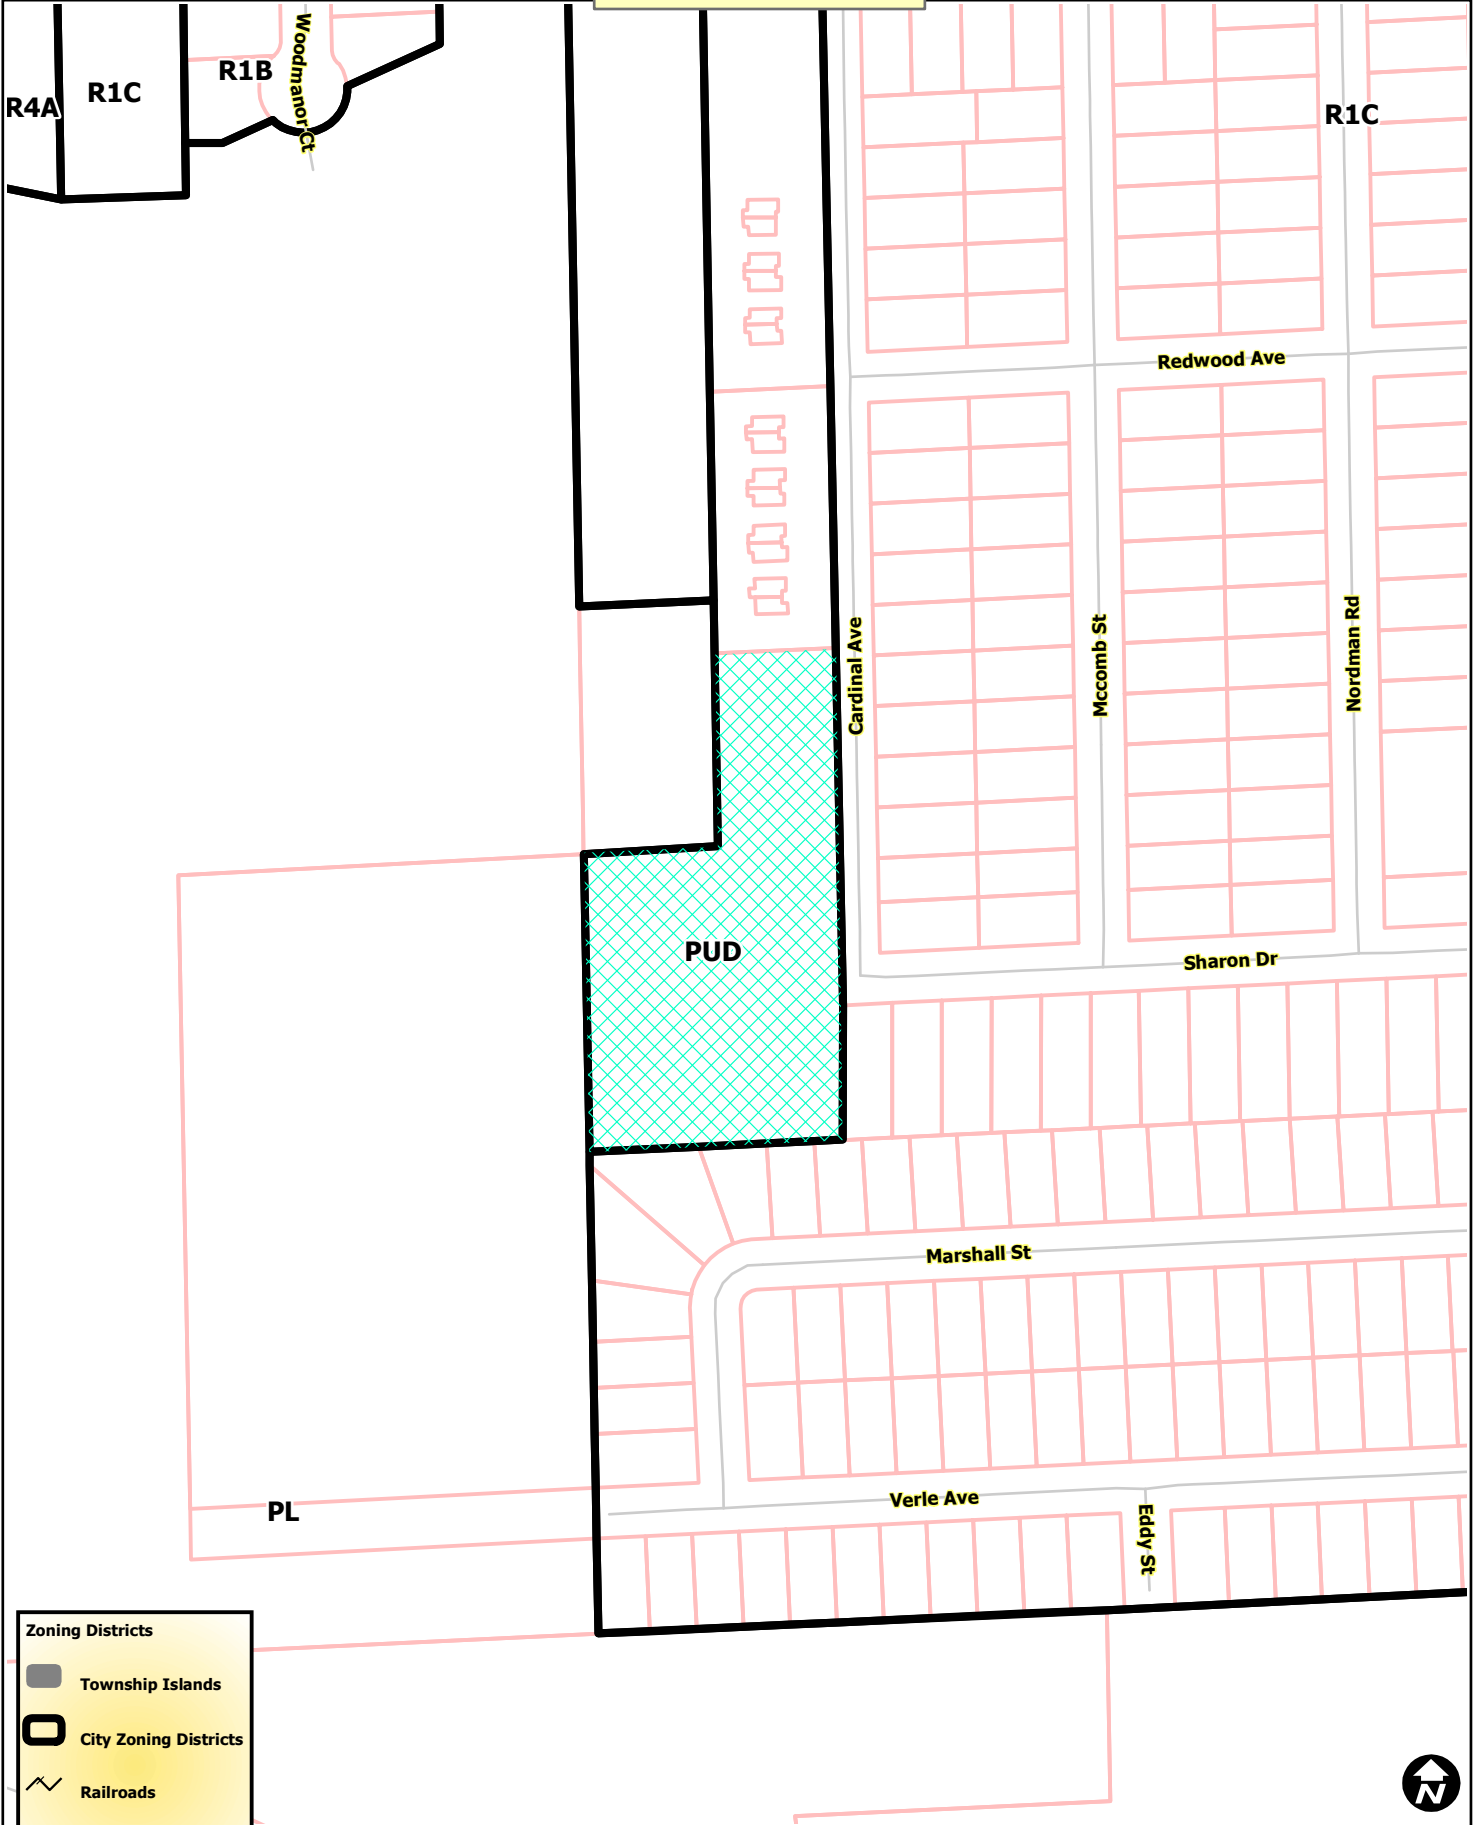 Woodmanor Ct
R1B
R1C
R4A
R1C
Redwood Ave
Cardinal Ave
Mccomb St
Nordman Rd
PUD
Sharon Dr
Marshall St
Verle Ave
PL
Eddy St
Zoning Districts
Township Islands
City Zoning Districts
Railroads
N